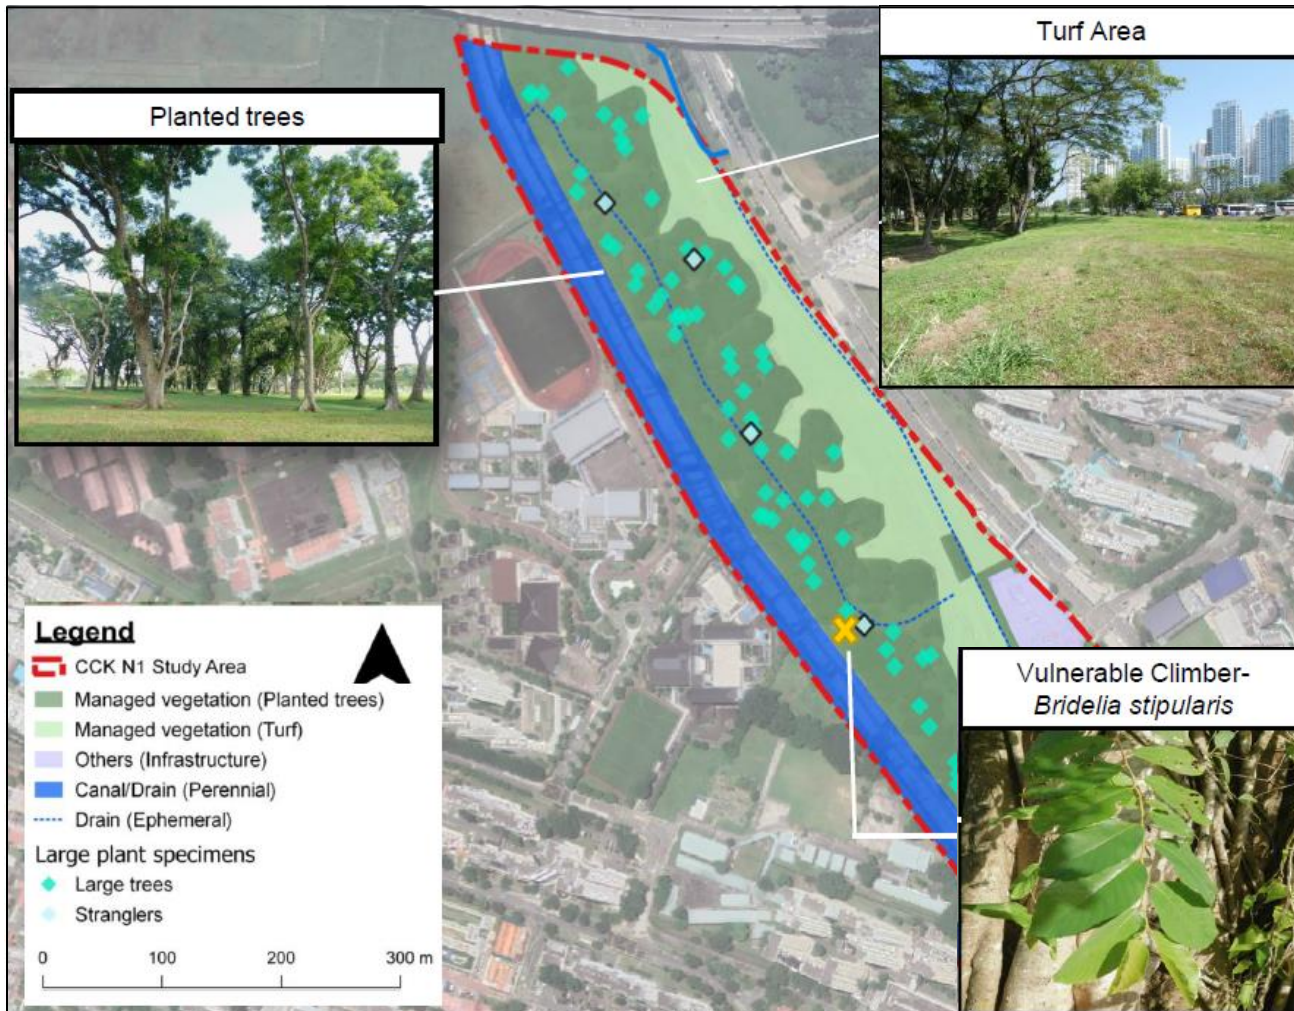 Planted trees
Turf Area
Vulnerable Climber-
Bridelia stipularis
Legend
CCK N1 Study Area
Managed vegetation (Planted trees)
Managed vegetation (Turf)
Others (Infrastructure)
Canal/Drain (Perennial)
Drain (Ephemeral)
Large plant specimens
Large trees
Stranglers
0 100 200 300 m